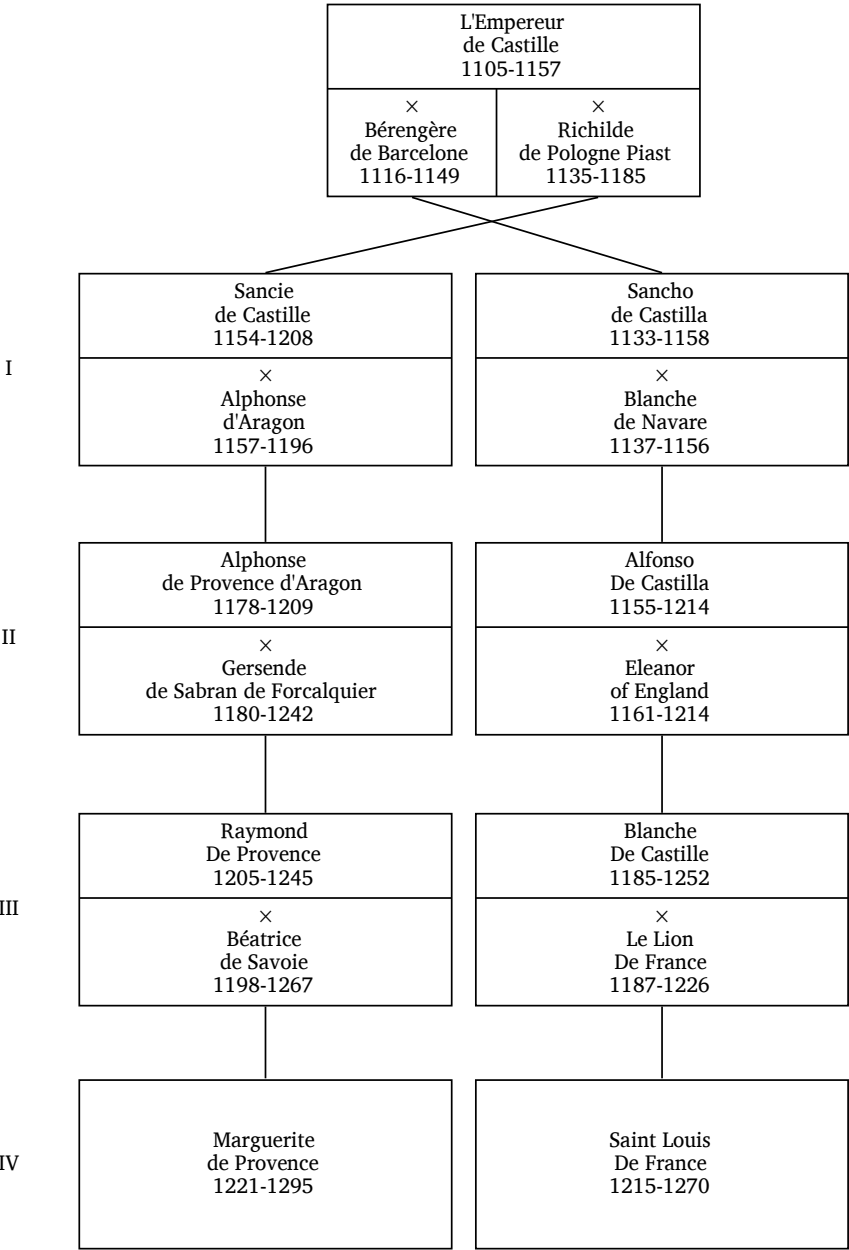 L'Empereur
de Castille
1105-1157
×
Bérengère
de Barcelone
1116-1149
×
Richilde
de Pologne Piast
1135-1185
I
Sancie
de Castille
1154-1208
×
Alphonse
d'Aragon
1157-1196
Sancho
de Castilla
1133-1158
×
Blanche
de Navare
1137-1156
II
Alphonse
de Provence d'Aragon
1178-1209
×
Gersende
de Sabran de Forcalquier
1180-1242
Alfonso
De Castilla
1155-1214
×
Eleanor
of England
1161-1214
III
Raymond
De Provence
1205-1245
×
Béatrice
de Savoie
1198-1267
Blanche
De Castille
1185-1252
×
Le Lion
De France
1187-1226
IV
Marguerite
de Provence
1221-1295
Saint Louis
De France
1215-1270